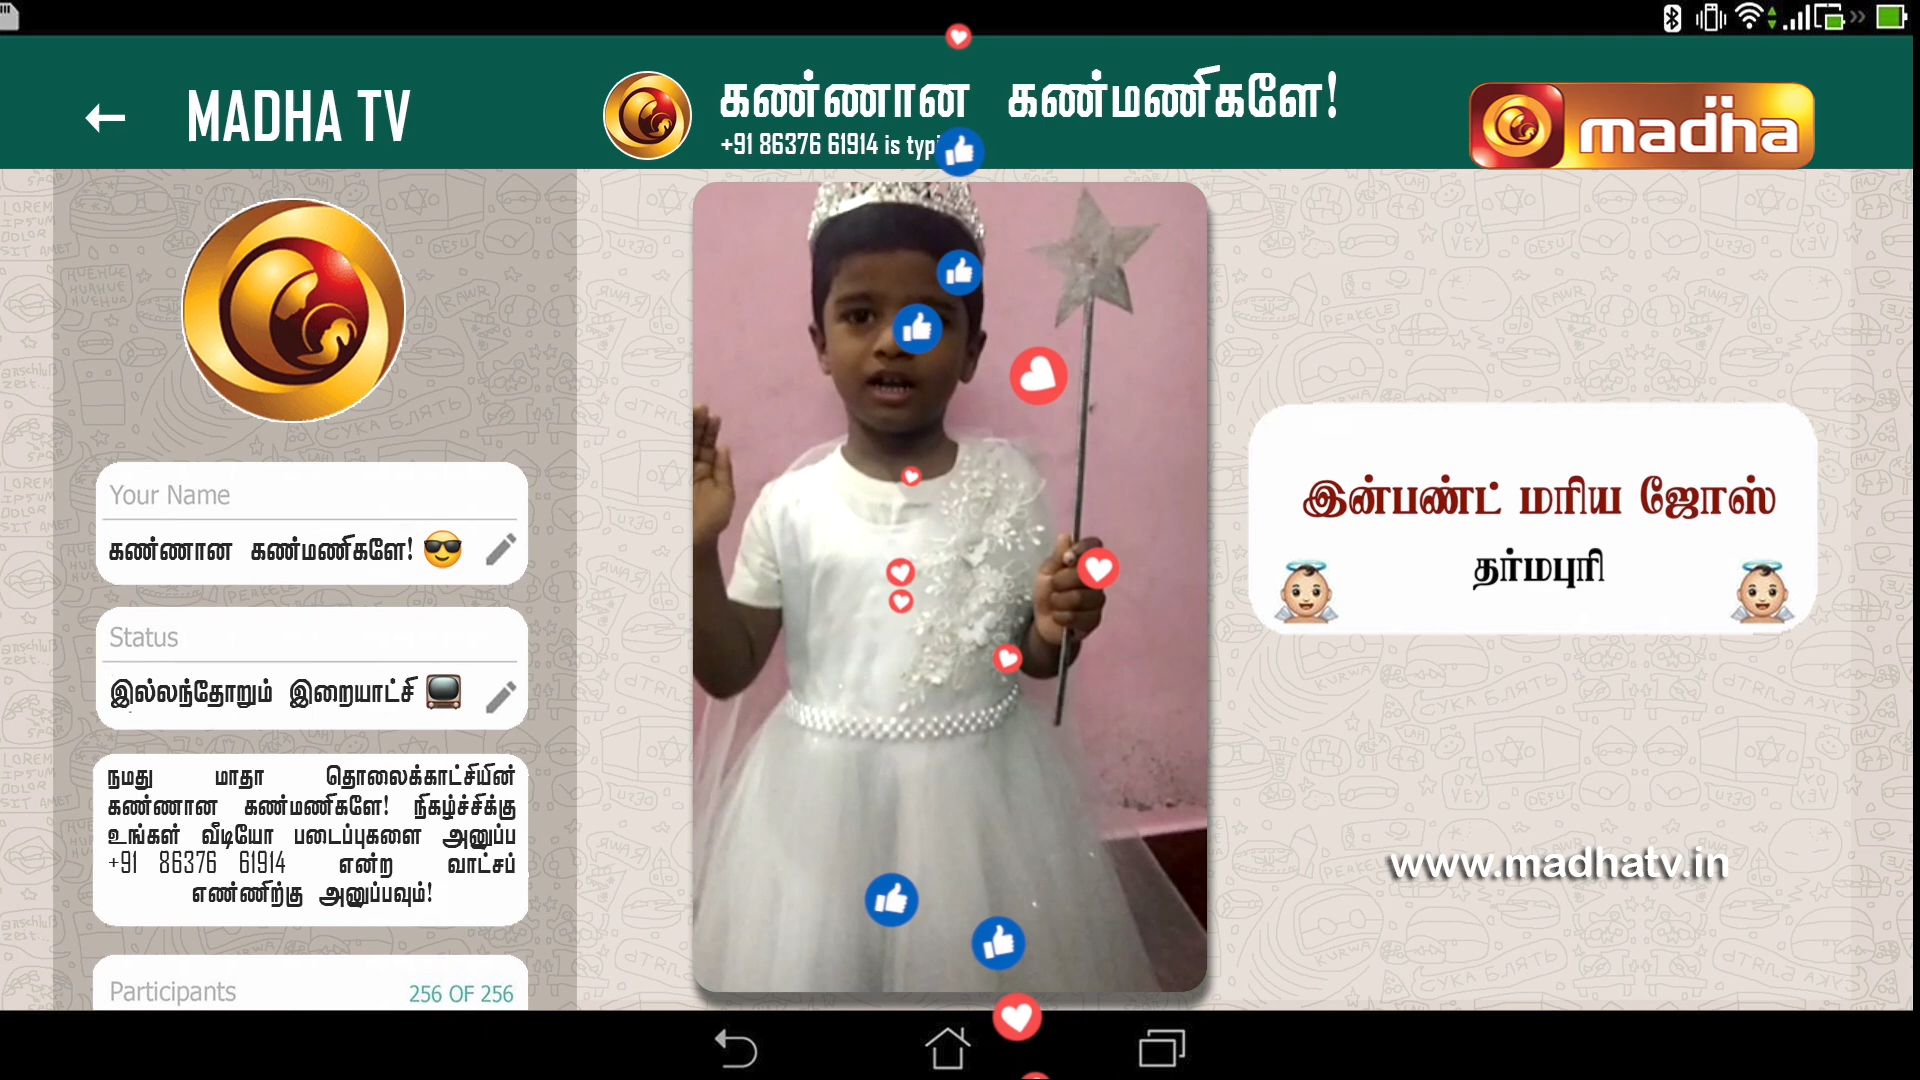 MADHA TV
கண்ணான கண்மணிகளே!
+91 86376 61914 is typi
madha
Your Name
கண்ணான கண்மணிகளே! 😎
Status
இல்லந்தோறும் இறையாட்சி 📺
நமது மாதா தொலைக்காட்சியின்
கண்ணான கண்மணிகளே! நிகழ்ச்சிக்கு
உங்கள் வீடியோ படைப்புகளை அனுப்ப
+91 86376 61914 என்ற வாட்சப்
எண்ணிற்கு அனுப்பவும்!
Participants 256 OF 256
இன்பண்ட் மரிய ஜோஸ்
தர்மபுரி
www.madhatv.in